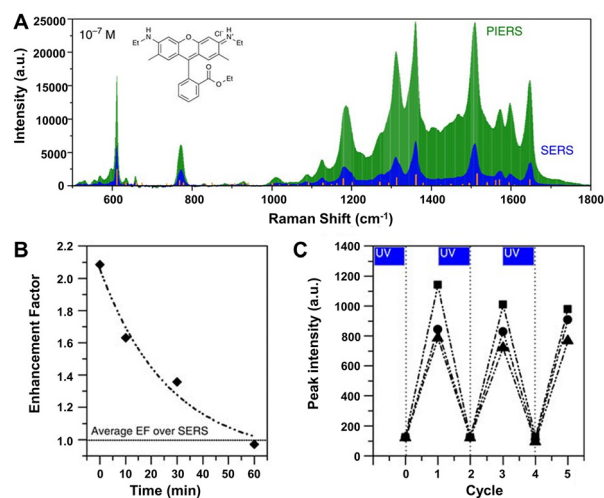 A
10⁻⁷ M
Intensity (a.u.)
25000
20000
15000
10000
5000
0
H
N
Et
O
Cl⁻
H
N
Et
O
O
Et
PIERS
SERS
600
800
1000
1200
1400
1600
1800
Raman Shift (cm⁻¹)
B
Enhancement Factor
2.2
2.0
1.8
1.6
1.4
1.2
1.0
Average EF over SERS
0 10 20 30 40 50 60
Time (min)
C
Peak intensity (a.u.)
1400
1200
1000
800
600
400
200
0
UV
UV
UV
0 1 2 3 4 5
Cycle